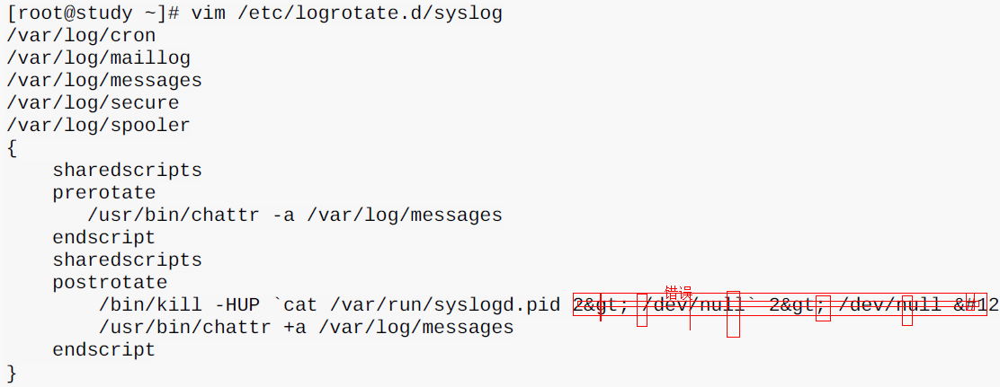 [root@study ~]# vim /etc/logrotate.d/syslog
/var/log/cron
/var/log/maillog
/var/log/messages
/var/log/secure
/var/log/spooler
{
    sharedscripts
    prerotate
       /usr/bin/chattr -a /var/log/messages
    endscript
    sharedscripts
    postrotate
错误
        /bin/kill -HUP `cat /var/run/syslogd.pid 2&gt; /dev/null` 2&gt; /dev/null &#12
        /usr/bin/chattr +a /var/log/messages
    endscript
}